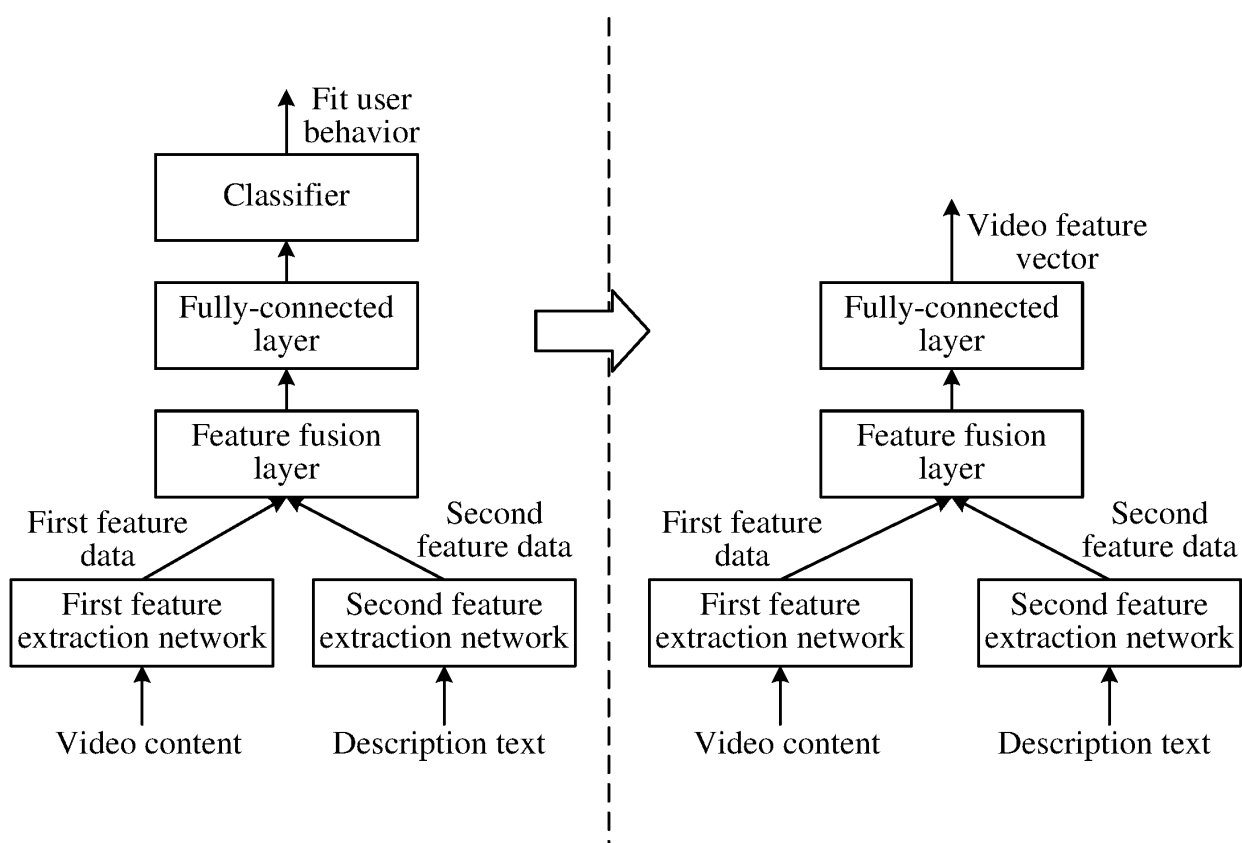 Fit user
behavior
Classifier
Fully-connected
layer
Feature fusion
layer
First feature
data
Second
feature data
First feature
extraction network
Second feature
extraction network
Video content
Description text
Video feature
vector
Fully-connected
layer
Feature fusion
layer
First feature
data
Second
feature data
First feature
extraction network
Second feature
extraction network
Video content
Description text